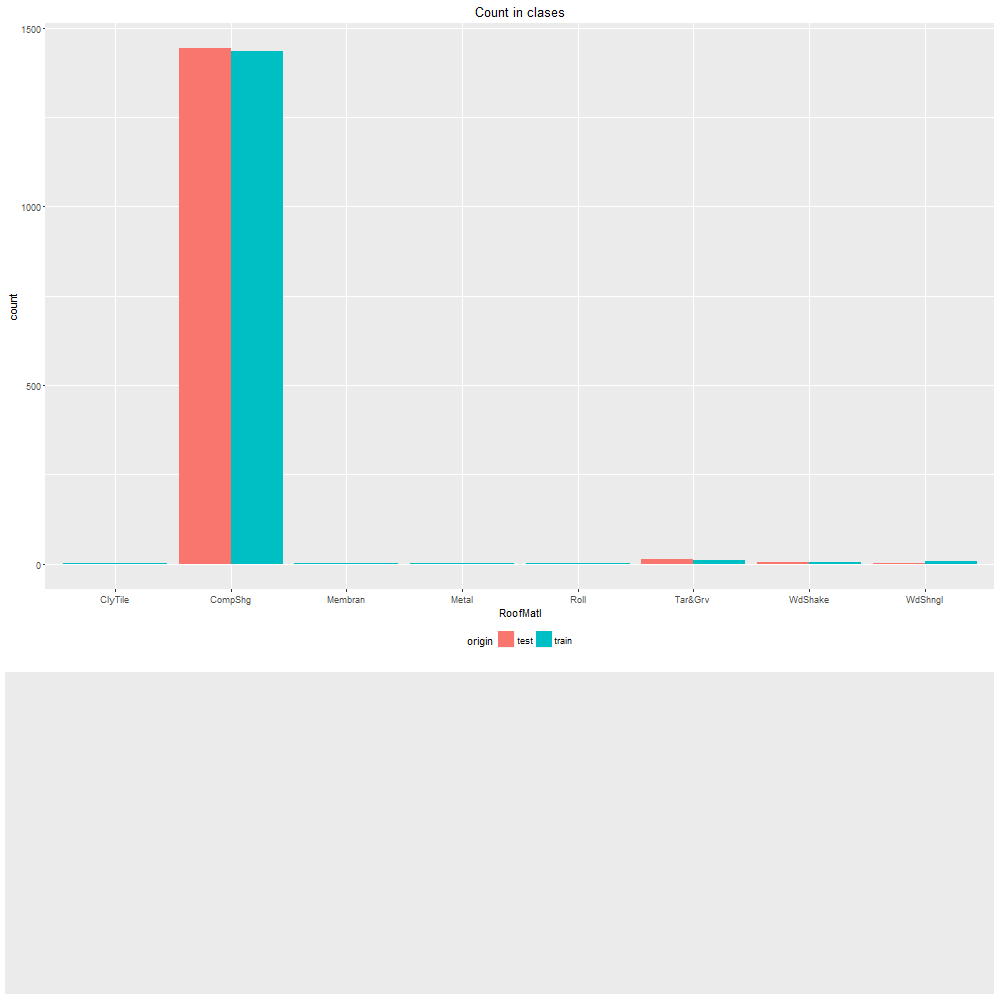 Count in clases
1500
1000
500
0
count
ClyTile CompShg Membran Metal Roll Tar&Grv WdShake WdShngl
RoofMatl
origin test train